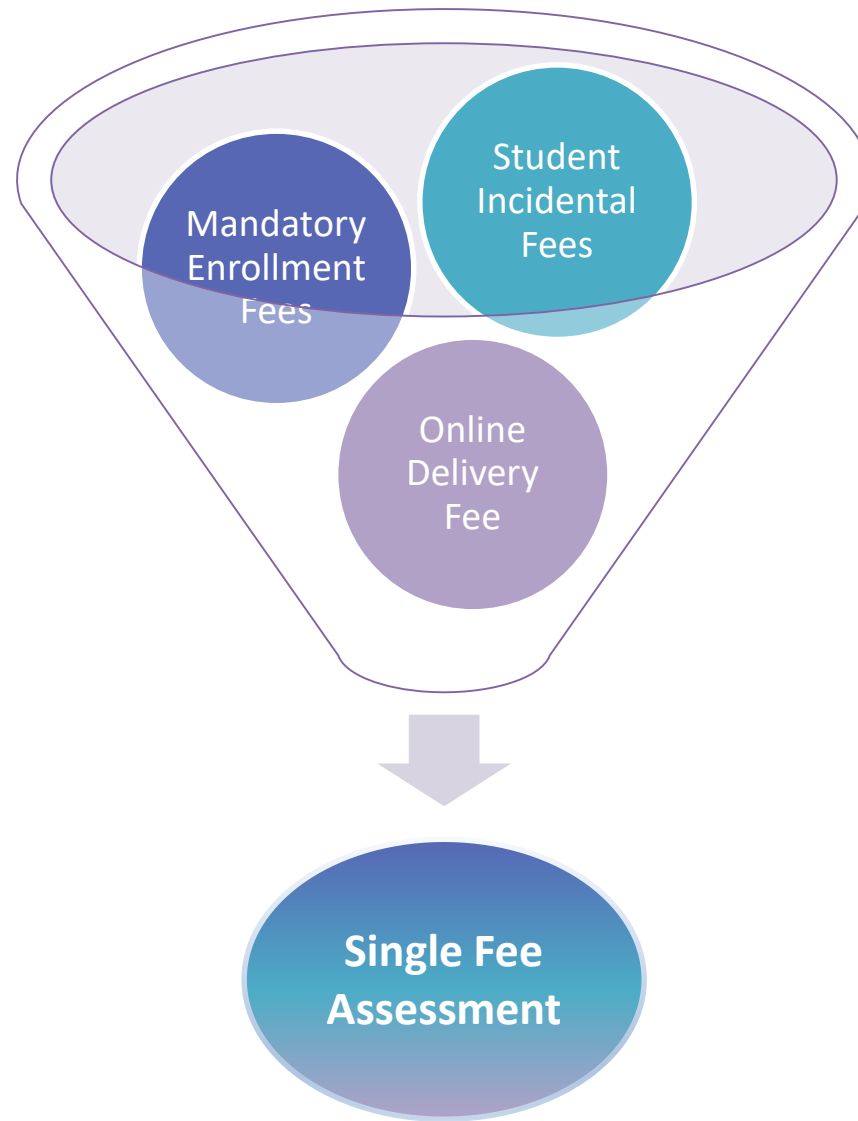 Student
Incidental
Fees
Mandatory
Enrollment
Fees
Online
Delivery
Fee
Single Fee
Assessment